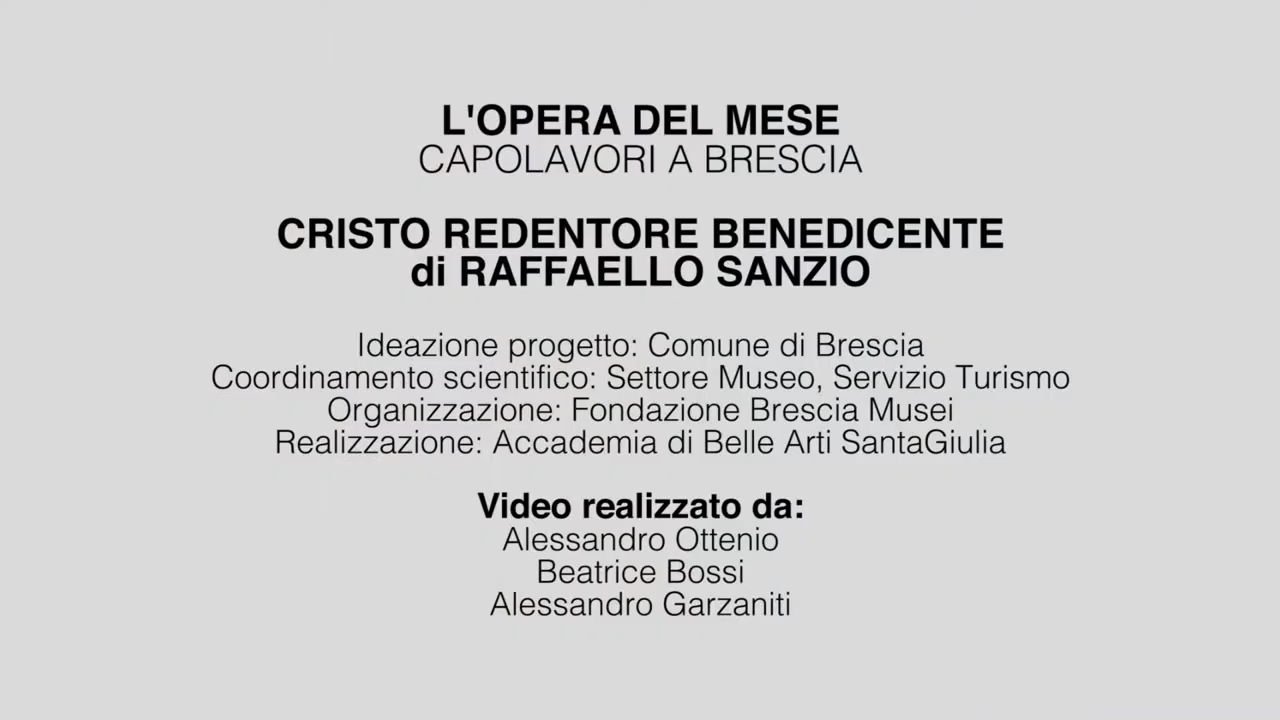 L'OPERA DEL MESE
CAPOLAVORI A BRESCIA
CRISTO REDENTORE BENEDICENTE
di RAFFAELLO SANZIO
Ideazione progetto: Comune di Brescia
Coordinamento scientifico: Settore Museo, Servizio Turismo
Organizzazione: Fondazione Brescia Musei
Realizzazione: Accademia di Belle Arti SantaGiulia
Video realizzato da:
Alessandro Ottenio
Beatrice Bossi
Alessandro Garzaniti